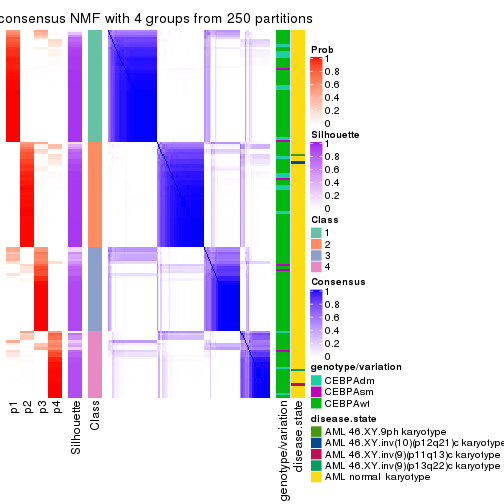 consensus NMF with 4 groups from 250 partitions
Prob
1
0.8
0.6
0.4
0.2
0
Silhouette
1
0.8
0.6
0.4
0.2
0
Class
1
2
3
4
Consensus
1
0.8
0.6
0.4
0.2
0
genotype/variation
CEBPAdm
CEBPAsm
CEBPAwt
disease.state
AML 46.XY.9ph karyotype
AML 46.XY.inv(10)(p12q21)c karyotype
AML 46.XY.inv(9)(p11q13)c karyotype
AML 46.XY.inv(9)(p13q22)c karyotype
AML normal karyotype
p1
p2
p3
p4
Silhouette
Class
genotype/variation
disease.state